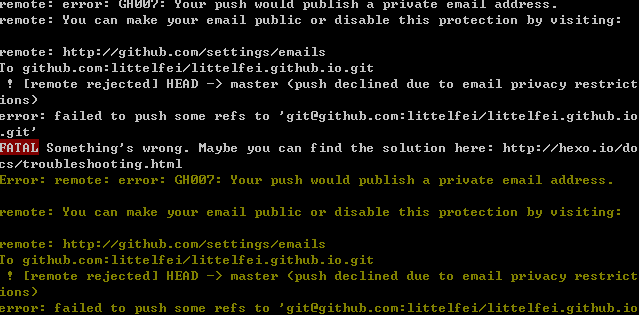 remote: error: GH007: Your push would publish a private email address.
remote: You can make your email public or disable this protection by visiting:
remote: http://github.com/settings/emails
To github.com:littelfei/littelfei.github.io.git
! [remote rejected] HEAD -> master (push declined due to email privacy restrict
ions)
error: failed to push some refs to 'git@github.com:littelfei/littelfei.github.io
.git'
FATAL Something's wrong. Maybe you can find the solution here: http://hexo.io/do
cs/troubleshooting.html
Error: remote: error: GH007: Your push would publish a private email address.
remote: You can make your email public or disable this protection by visiting:
remote: http://github.com/settings/emails
To github.com:littelfei/littelfei.github.io.git
! [remote rejected] HEAD -> master (push declined due to email privacy restrict
ions)
error: failed to push some refs to 'git@github.com:littelfei/littelfei.github.io